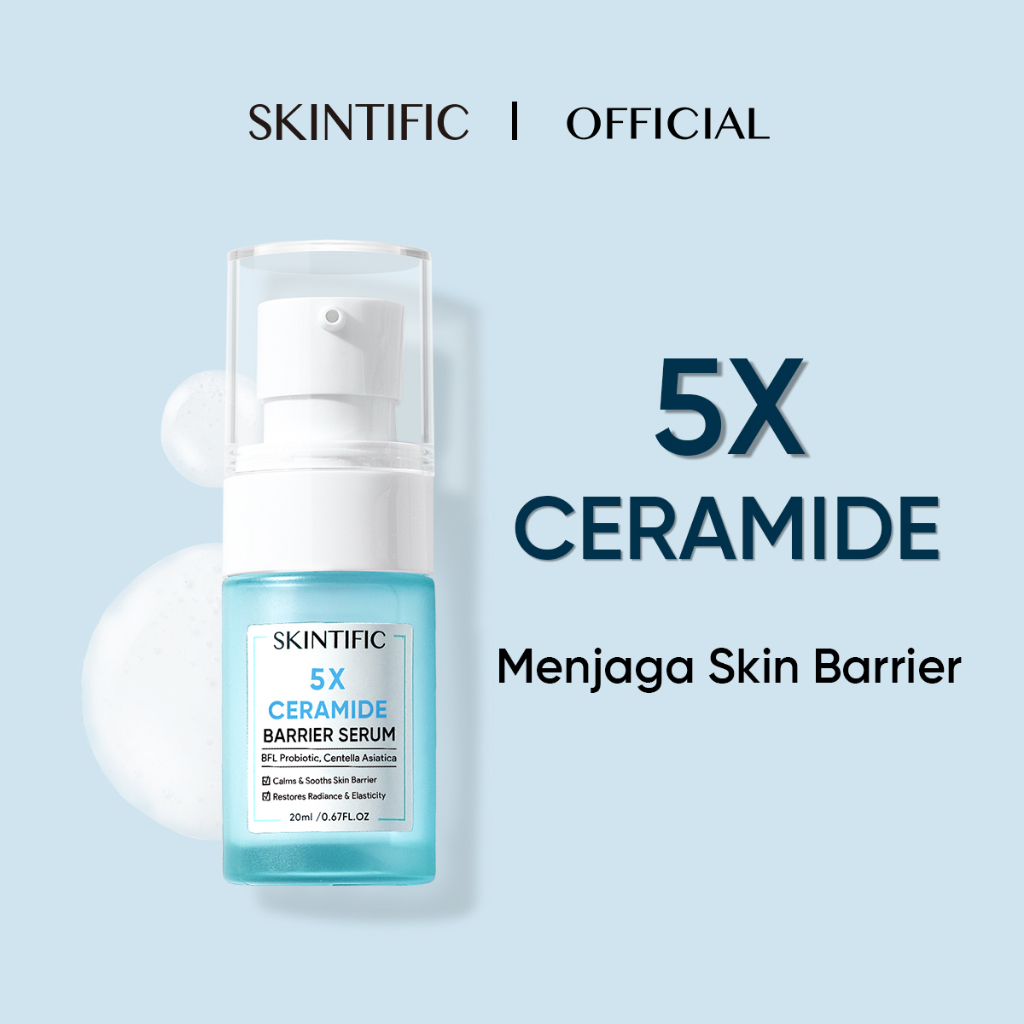 SKINTIFIC | OFFICIAL
5X
CERAMIDE
Menjaga Skin Barrier
SKINTIFIC
5X
CERAMIDE
BARRIER SERUM
BFL Probiotic, Centella Asiatica
☑ Calms & Sooths Skin Barrier
☑ Restores Radiance & Elasticity
20ml /0.67FL.OZ